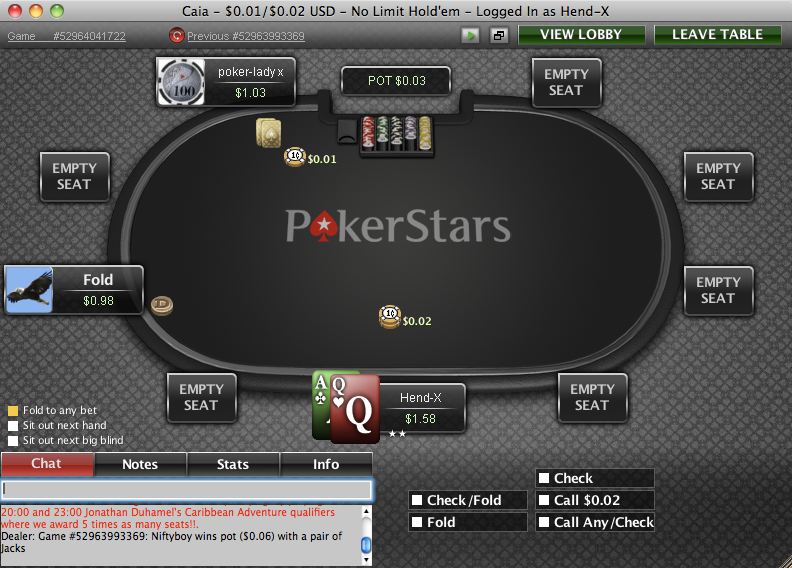 Caia - $0.01/$0.02 USD - No Limit Hold'em - Logged In as Hend-X
Game #52964041722 Previous #52963993369 VIEW LOBBY LEAVE TABLE
100
poker-lady x
$1.03
POT $0.03
EMPTY
SEAT
$0.01
EMPTY
SEAT
EMPTY
SEAT
PokerStars
Fold
$0.98
D
EMPTY
SEAT
$0.02
EMPTY
SEAT
A
Q
Q
Hend-X
$1.58
EMPTY
SEAT
Fold to any bet
Sit out next hand
Sit out next big blind
Chat Notes Stats Info
20:00 and 23:00 Jonathan Duhamel's Caribbean Adventure qualifiers
where we award 5 times as many seats!!.
Dealer: Game #52963993369: Niftyboy wins pot ($0.06) with a pair of
Jacks
Check
Check/Fold Call $0.02
Fold Call Any/Check